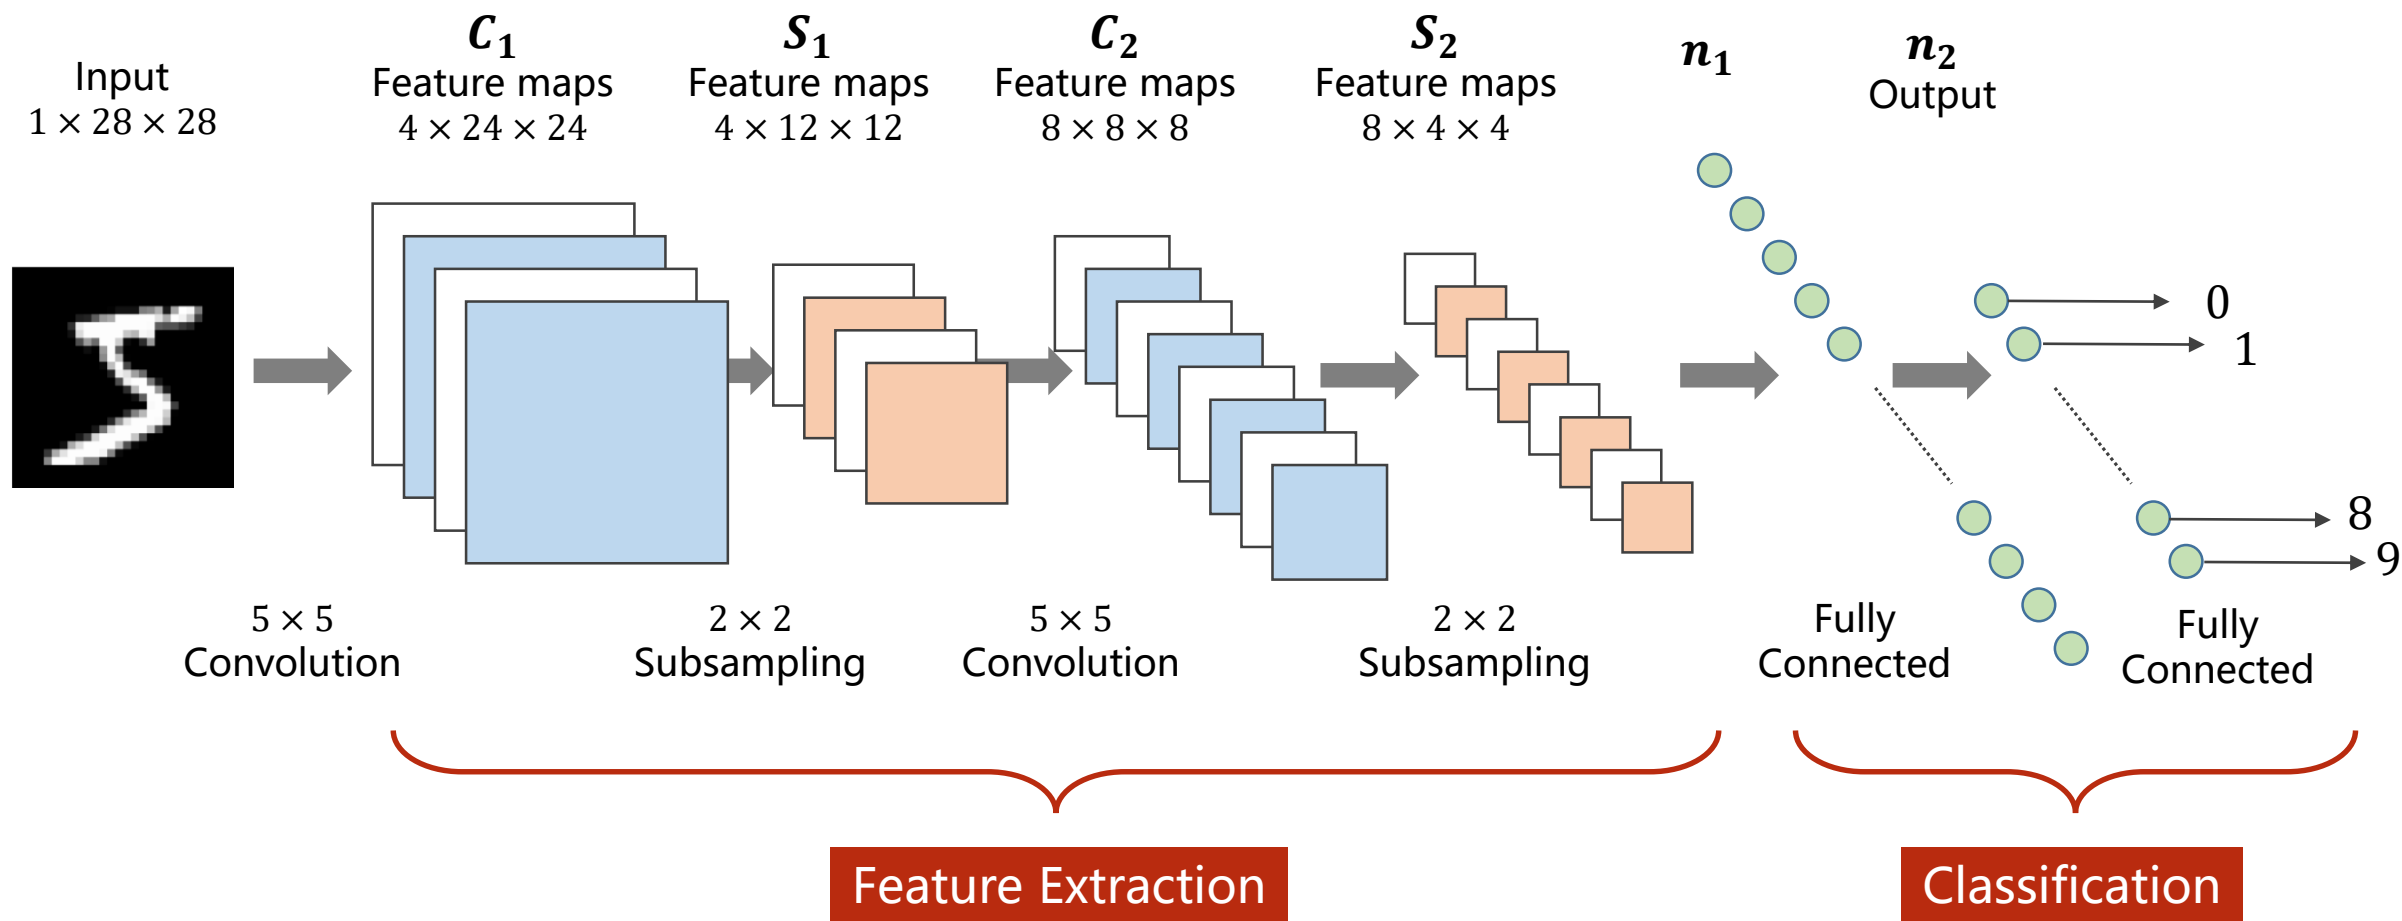 Input
1 × 28 × 28
C₁
Feature maps
4 × 24 × 24
S₁
Feature maps
4 × 12 × 12
C₂
Feature maps
8 × 8 × 8
S₂
Feature maps
8 × 4 × 4
n₁
n₂
Output
0
1
8
9
5 × 5
Convolution
2 × 2
Subsampling
5 × 5
Convolution
2 × 2
Subsampling
Fully
Connected
Fully
Connected
Feature Extraction
Classification